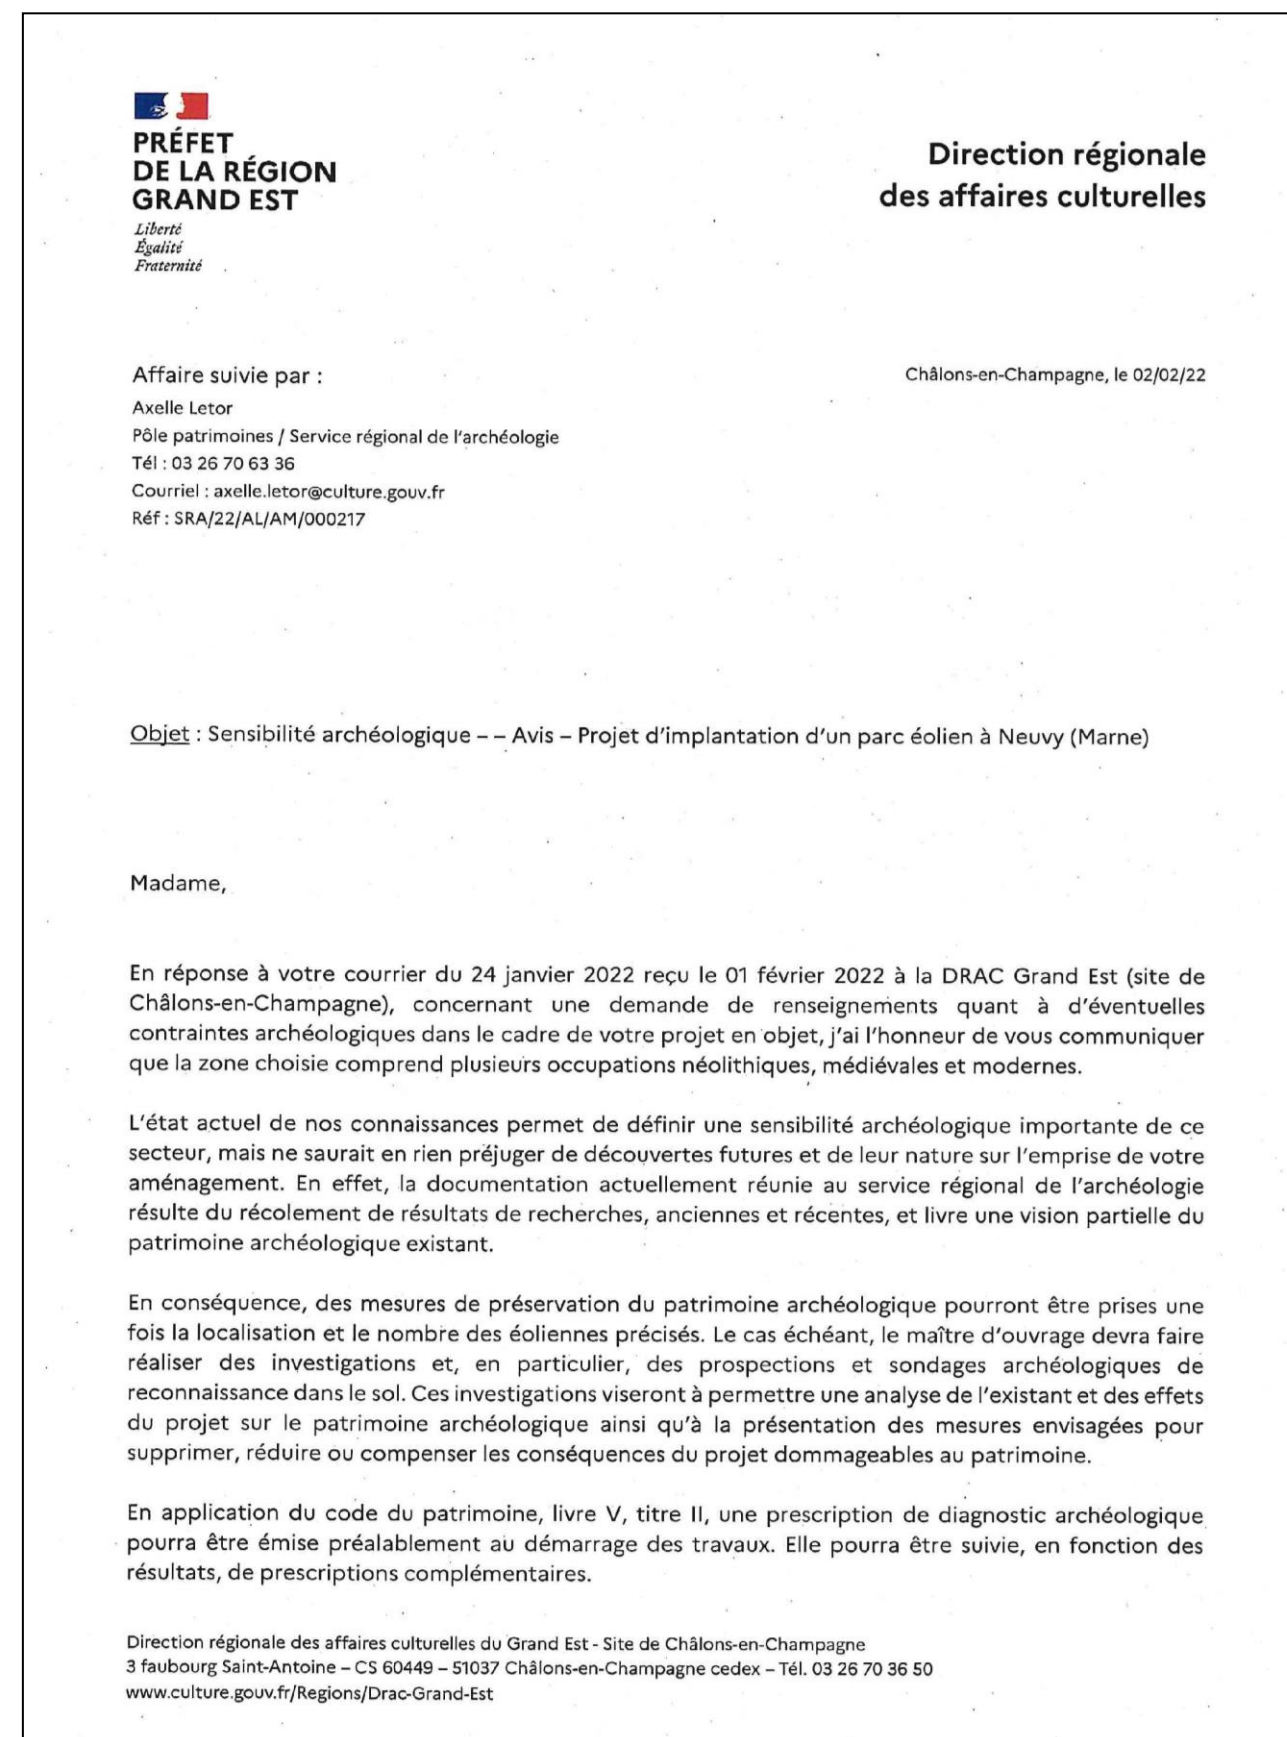 PRÉFET
DE LA RÉGION
GRAND EST
Liberté
Égalité
Fraternité
Direction régionale
des affaires culturelles
Affaire suivie par :
Axelle Letor
Pôle patrimoines / Service régional de l'archéologie
Tél : 03 26 70 63 36
Courriel : axelle.letor@culture.gouv.fr
Réf : SRA/22/AL/AM/000217
Châlons-en-Champagne, le 02/02/22
Objet : Sensibilité archéologique – – Avis – Projet d'implantation d'un parc éolien à Neuvy (Marne)
Madame,
En réponse à votre courrier du 24 janvier 2022 reçu le 01 février 2022 à la DRAC Grand Est (site de
Châlons-en-Champagne), concernant une demande de renseignements quant à d'éventuelles
contraintes archéologiques dans le cadre de votre projet en objet, j'ai l'honneur de vous communiquer
que la zone choisie comprend plusieurs occupations néolithiques, médiévales et modernes.
L'état actuel de nos connaissances permet de définir une sensibilité archéologique importante de ce
secteur, mais ne saurait en rien préjuger de découvertes futures et de leur nature sur l'emprise de votre
aménagement. En effet, la documentation actuellement réunie au service régional de l'archéologie
résulte du récolement de résultats de recherches, anciennes et récentes, et livre une vision partielle du
patrimoine archéologique existant.
En conséquence, des mesures de préservation du patrimoine archéologique pourront être prises une
fois la localisation et le nombre des éoliennes précisés. Le cas échéant, le maître d'ouvrage devra faire
réaliser des investigations et, en particulier, des prospections et sondages archéologiques de
reconnaissance dans le sol. Ces investigations viseront à permettre une analyse de l'existant et des effets
du projet sur le patrimoine archéologique ainsi qu'à la présentation des mesures envisagées pour
supprimer, réduire ou compenser les conséquences du projet dommageables au patrimoine.
En application du code du patrimoine, livre V, titre II, une prescription de diagnostic archéologique
pourra être émise préalablement au démarrage des travaux. Elle pourra être suivie, en fonction des
résultats, de prescriptions complémentaires.
Direction régionale des affaires culturelles du Grand Est - Site de Châlons-en-Champagne
3 faubourg Saint-Antoine – CS 60449 – 51037 Châlons-en-Champagne cedex – Tél. 03 26 70 36 50
www.culture.gouv.fr/Regions/Drac-Grand-Est